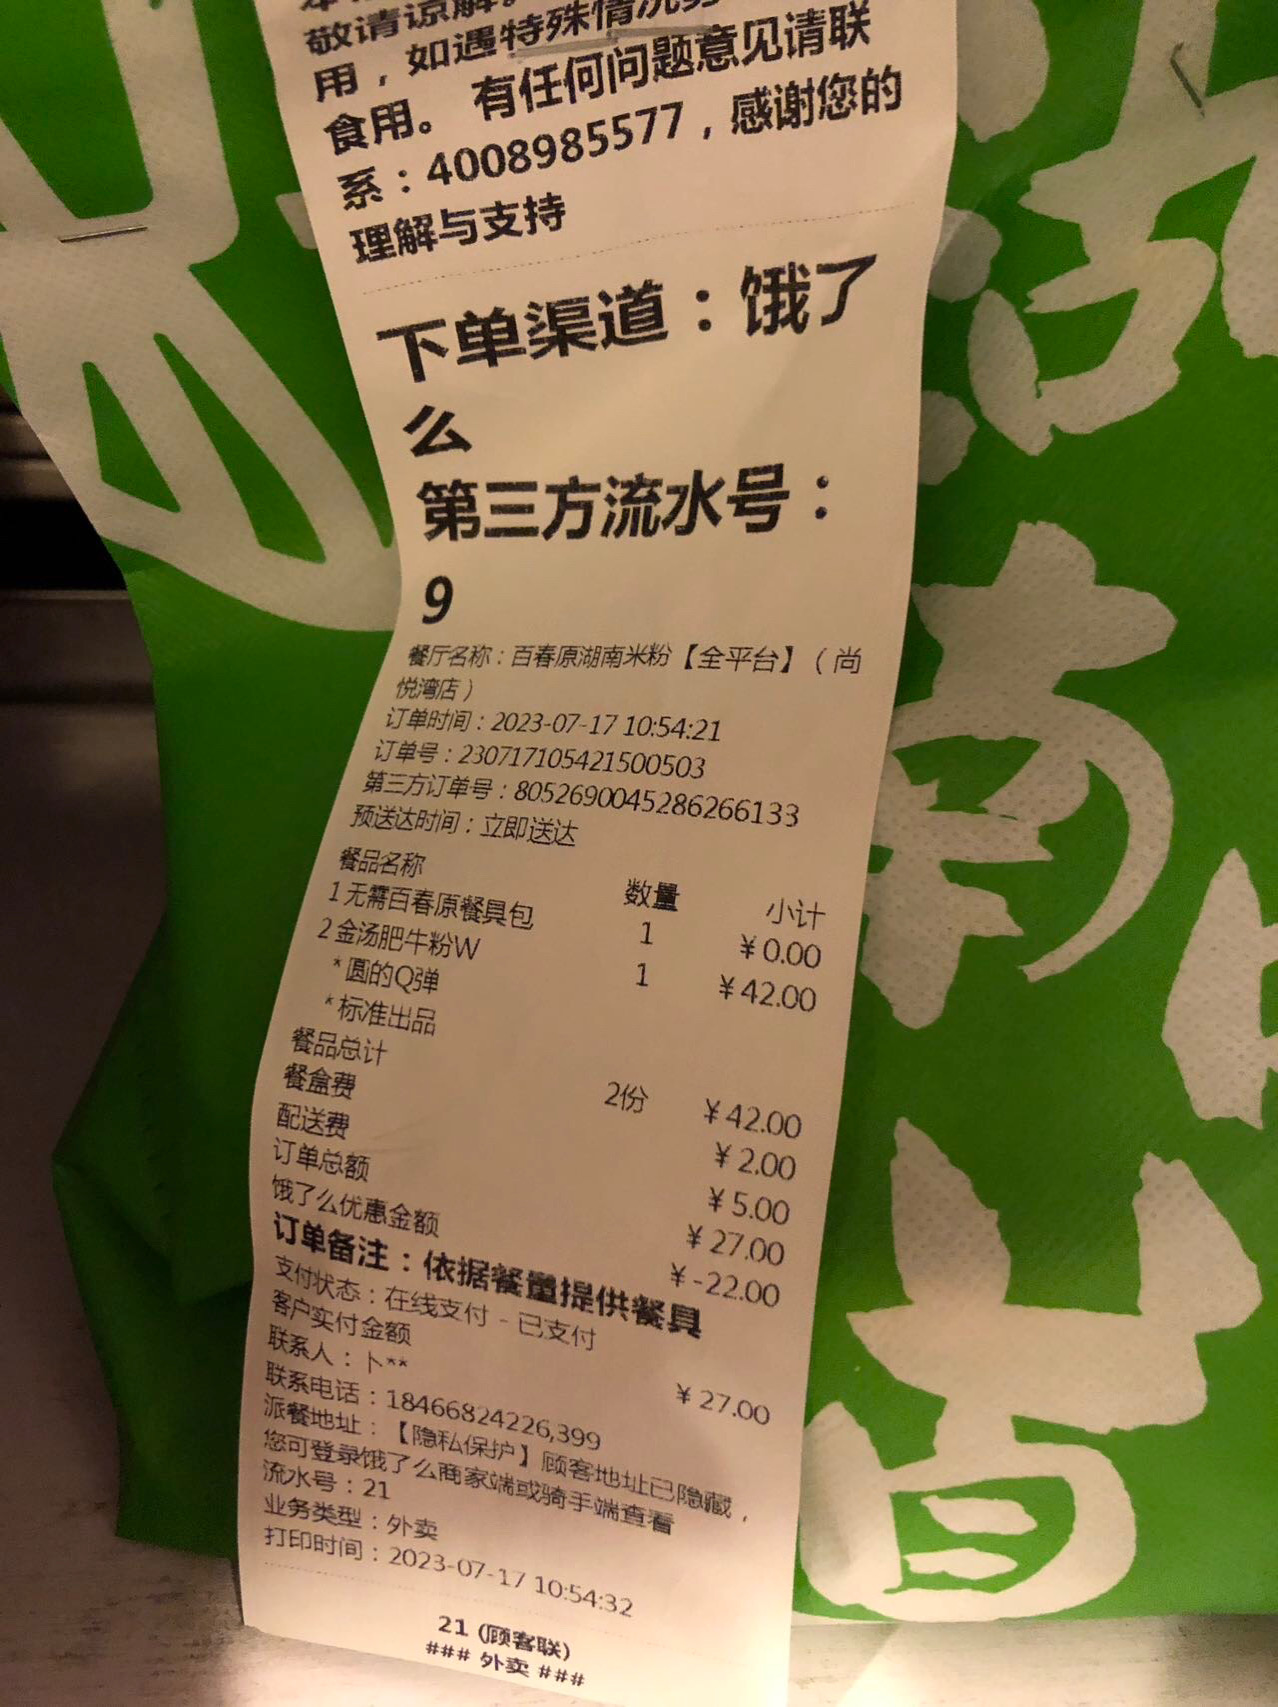 敬请谅解。
用，如遇特殊情况
食用。 有任何问题意见请联
系：4008985577，感谢您的
理解与支持
下单渠道：饿了
么
第三方流水号：
9
餐厅名称：百春原湖南米粉【全平台】（尚
悦湾店）
订单时间：2023-07-17 10:54:21
订单号：230717105421500503
第三方订单号：8052690045286266133
预送达时间：立即送达
餐品名称 数量 小计
1 无需百春原餐具包 1 ￥0.00
2 金汤肥牛粉W 1 ￥42.00
*圆的Q弹
*标准出品
餐品总计 2份 ￥42.00
餐盒费 ￥2.00
配送费 ￥5.00
订单总额 ￥27.00
饿了么优惠金额 ￥-22.00
订单备注：依据餐量提供餐具
支付状态：在线支付 - 已支付
客户实付金额 ￥27.00
联系人：卜**
联系电话：18466824226,399
派餐地址：【隐私保护】顾客地址已隐藏，
您可登录饿了么商家端或骑手端查看
流水号：21
业务类型：外卖
打印时间：2023-07-17 10:54:32
21 (顾客联)
### 外卖 ###
南